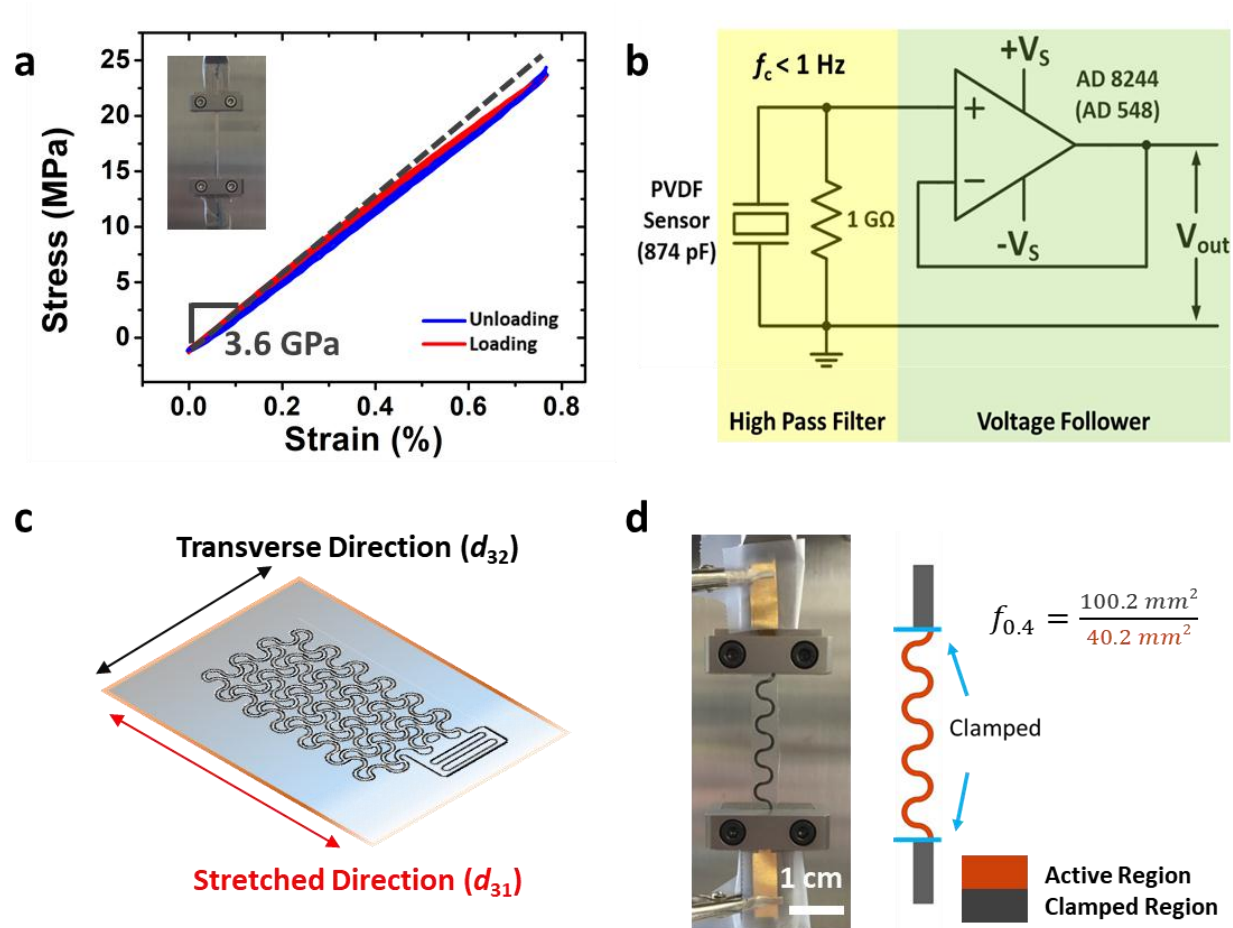 a
25
20
15
10
5
0
Stress (MPa)
3.6 GPa
Unloading
Loading
0.0 0.2 0.4 0.6 0.8
Strain (%)
b
fc < 1 Hz
+VS
AD 8244
(AD 548)
+
−
PVDF
Sensor
(874 pF)
1 GΩ
-VS
Vout
High Pass Filter
Voltage Follower
c
Transverse Direction (d32)
Stretched Direction (d31)
d
1 cm
f0.4 = 100.2 mm² / 40.2 mm²
Clamped
Active Region
Clamped Region